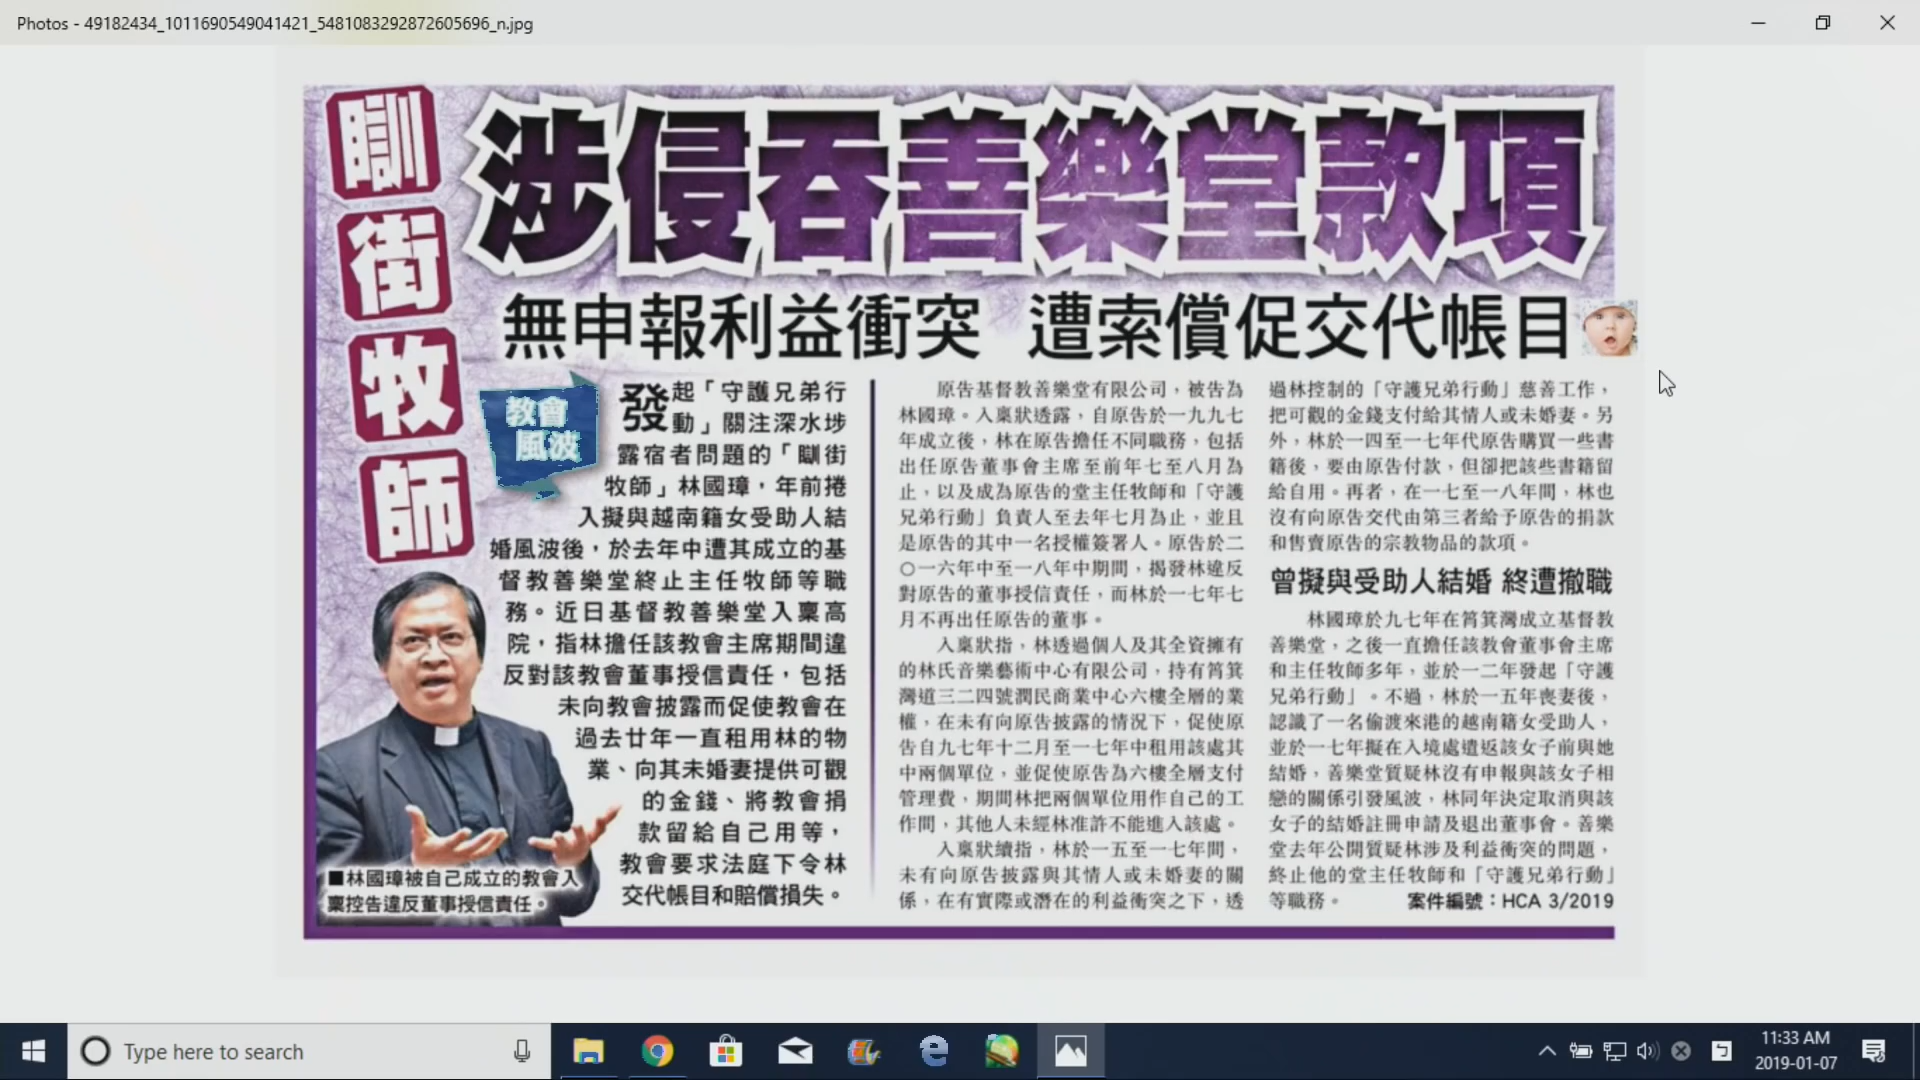 Photos - 49182434_1011690549041421_5481083292872605696_n.jpg
瞓街牧師
涉侵吞善樂堂款項
無申報利益衝突 遭索償促交代帳目
教會
風波
發起「守護兄弟行
動」關注深水埗
露宿者問題的「瞓街
牧師」林國璋，年前捲
入擬與越南籍女受助人結
婚風波後，於去年中遭其成立的基
督教善樂堂終止主任牧師等職
務。近日基督教善樂堂入稟高
院，指林擔任該教會主席期間違
反對該教會董事授信責任，包括
未向教會披露而促使教會在
過去廿年一直租用林的物
業、向其未婚妻提供可觀
的金錢、將教會捐
款留給自己用等，
教會要求法庭下令林
交代帳目和賠償損失。
■林國璋被自己成立的教會入
稟控告違反董事授信責任。
原告基督教善樂堂有限公司，被告為
林國璋。入稟狀透露，自原告於一九九七
年成立後，林在原告擔任不同職務，包括
出任原告董事會主席至前年七至八月為
止，以及成為原告的堂主任牧師和「守護
兄弟行動」負責人至去年七月為止，並且
是原告的其中一名授權簽署人。原告於二
○一六年中至一八年中期間，揭發林違反
對原告的董事授信責任，而林於一七年七
月不再出任原告的董事。
入稟狀指，林透過個人及其全資擁有
的林氏音樂藝術中心有限公司，持有筲箕
灣道三二四號潤民商業中心六樓全層的業
權，在未有向原告披露的情況下，促使原
告自九七年十二月至一七年中租用該處其
中兩個單位，並促使原告為六樓全層支付
管理費，期間林把兩個單位用作自己的工
作間，其他人未經林准許不能進入該處。
入稟狀續指，林於一五至一七年間，
未有向原告披露與其情人或未婚妻的關
係，在有實際或潛在的利益衝突之下，透
過林控制的「守護兄弟行動」慈善工作，
把可觀的金錢支付給其情人或未婚妻。另
外，林於一四至一七年代原告購買一些書
籍後，要由原告付款，但卻把該些書籍留
給自用。再者，在一七至一八年間，林也
沒有向原告交代由第三者給予原告的捐款
和售賣原告的宗教物品的款項。
曾擬與受助人結婚 終遭撤職
林國璋於九七年在筲箕灣成立基督教
善樂堂，之後一直擔任該教會董事會主席
和主任牧師多年，並於一二年發起「守護
兄弟行動」。不過，林於一五年喪妻後，
認識了一名偷渡來港的越南籍女受助人，
並於一七年擬在入境處遣返該女子前與她
結婚，善樂堂質疑林沒有申報與該女子相
戀的關係引發風波，林同年決定取消與該
女子的結婚註冊申請及退出董事會。善樂
堂去年公開質疑林涉及利益衝突的問題，
終止他的堂主任牧師和「守護兄弟行動」
等職務。 案件編號：HCA 3/2019
Type here to search
11:33 AM
2019-01-07